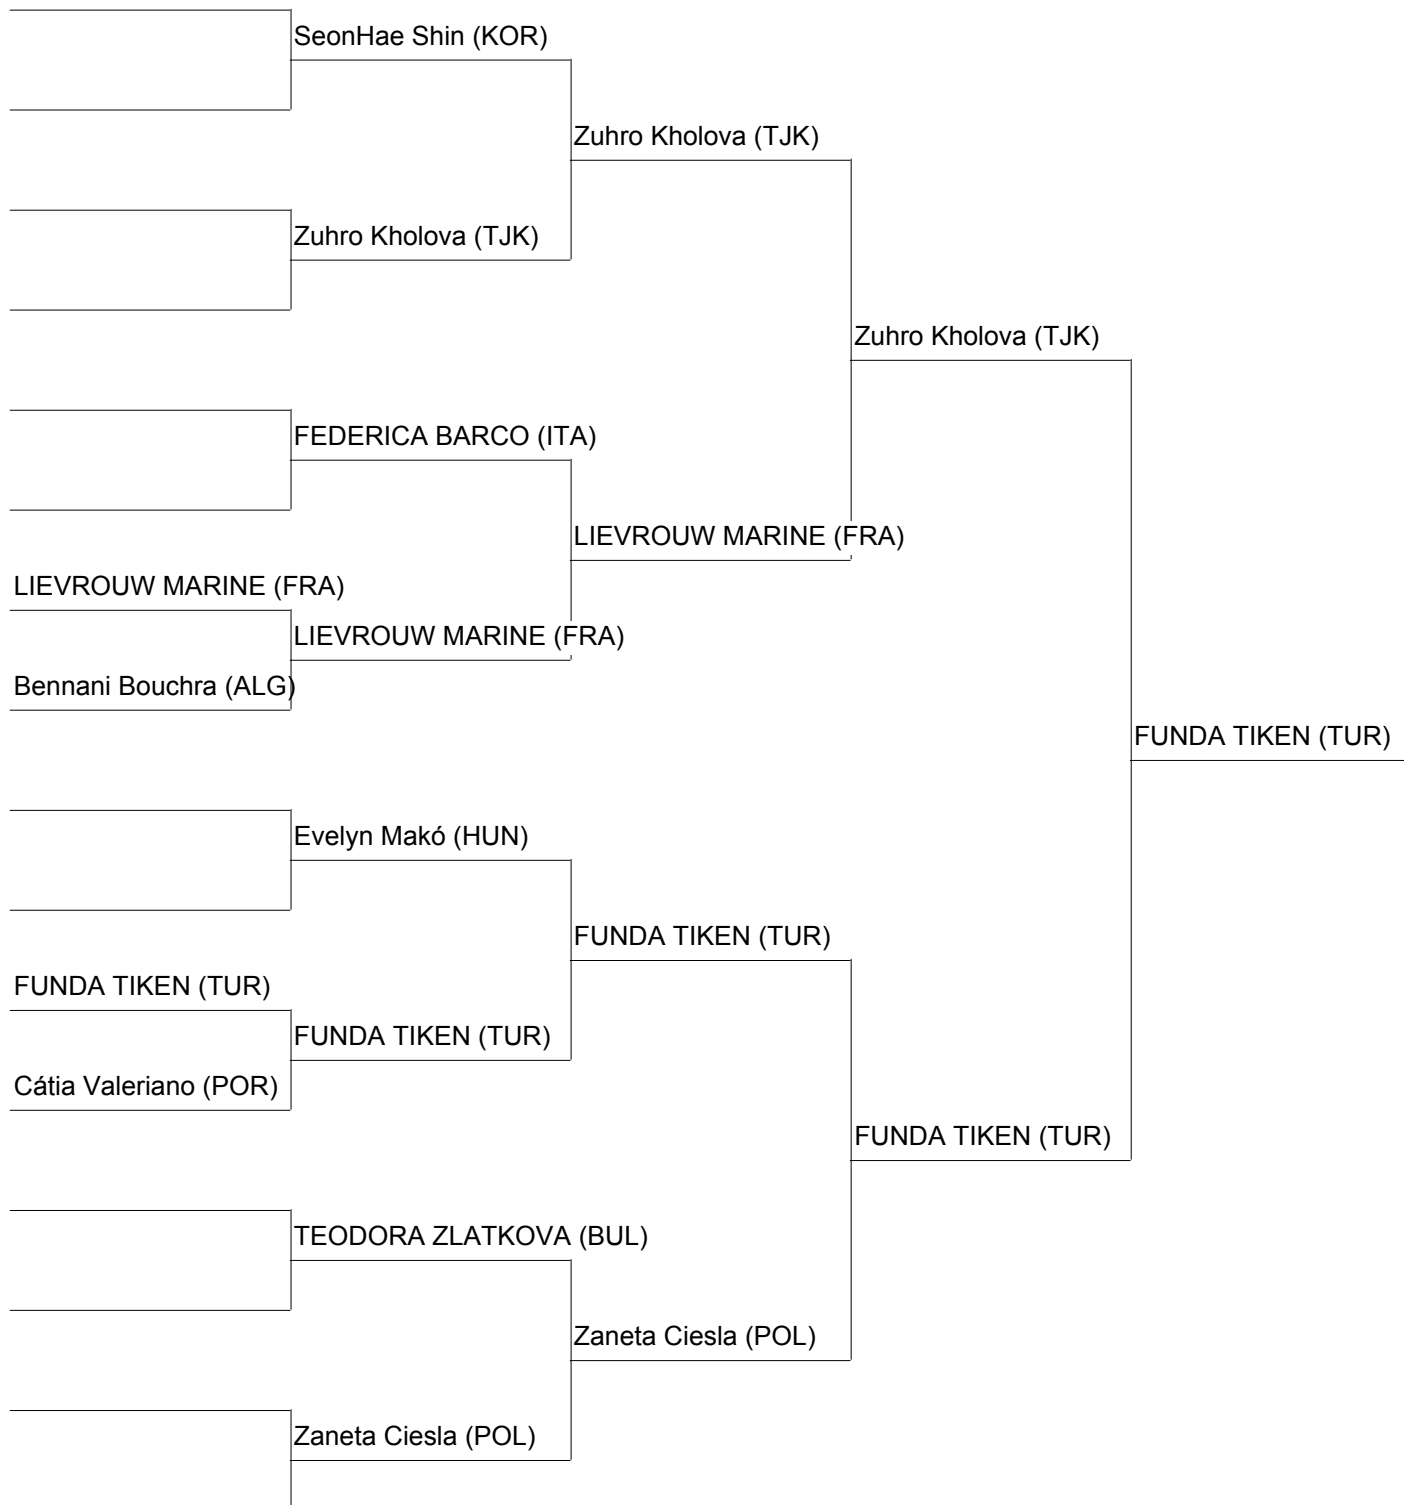 SeonHae Shin (KOR)
Zuhro Kholova (TJK)
Zuhro Kholova (TJK)
Zuhro Kholova (TJK)
FEDERICA BARCO (ITA)
LIEVROUW MARINE (FRA)
LIEVROUW MARINE (FRA)
LIEVROUW MARINE (FRA)
Bennani Bouchra (ALG)
FUNDA TIKEN (TUR)
Evelyn Makó (HUN)
FUNDA TIKEN (TUR)
FUNDA TIKEN (TUR)
FUNDA TIKEN (TUR)
Cátia Valeriano (POR)
FUNDA TIKEN (TUR)
TEODORA ZLATKOVA (BUL)
Zaneta Ciesla (POL)
Zaneta Ciesla (POL)